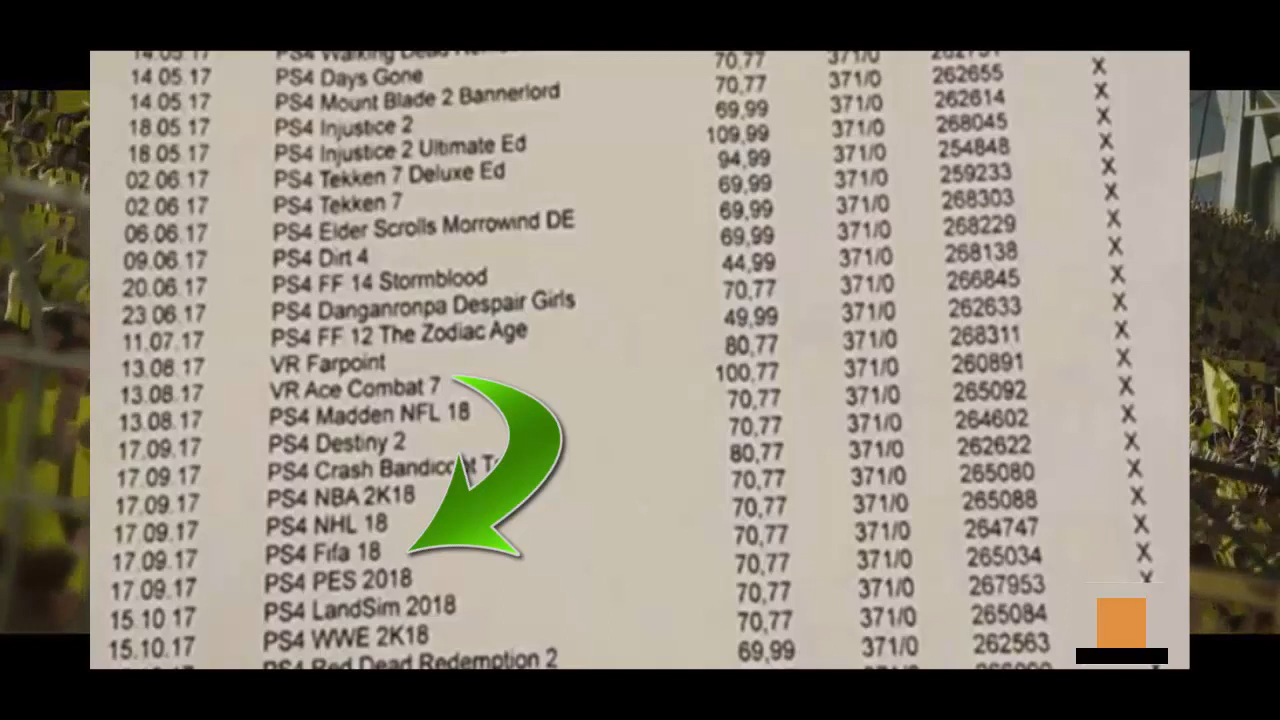 14.05.17 PS4 Walking Dead
14 05.17 PS4 Days Gone 70,77 371/0
14.05.17 PS4 Mount Blade 2 Bannerlord 70,77 371/0 262655 X
18.05.17 PS4 Injustice 2 69,99 371/0 262614 X
18.05.17 PS4 Injustice 2 Ultimate Ed 109,99 371/0 268045 X
02.06.17 PS4 Tekken 7 Deluxe Ed 94,99 371/0 254848 X
02 06 17 PS4 Tekken 7 69,99 371/0 259233 X
06.06.17 PS4 Elder Scrolls Morrowind DE 69,99 371/0 268303 X
09.06.17 PS4 Dirt 4 69,99 371/0 268229 X
20.06.17 PS4 FF 14 Stormblood 44,99 371/0 268138 X
23 06.17 PS4 Danganronpa Despair Girls 70,77 371/0 266845 X
11.07.17 PS4 FF 12 The Zodiac Age 49,99 371/0 262633 X
13.08.17 VR Farpoint 80,77 371/0 268311 X
13.08.17 VR Ace Combat 7 100,77 371/0 260891 X
13.08.17 PS4 Madden NFL 18 70,77 371/0 265092 X
17.09.17 PS4 Destiny 2 70,77 371/0 264602 X
17.09.17 PS4 Crash Bandicoot 80,77 371/0 262622 X
17.09.17 PS4 NBA 2K18 70,77 371/0 265080 X
17.09.17 PS4 NHL 18 70,77 371/0 265088 X
17.09.17 PS4 Fifa 18 70,77 371/0 264747 X
17.09.17 PS4 PES 2018 70,77 371/0 265034 X
15.10 17 PS4 LandSim 2018 70,77 371/0 267953 X
15.10.17 PS4 WWE 2K18 70,77 371/0 265084
PS4 Red Dead Redemption 2 69,99 371/0 262563